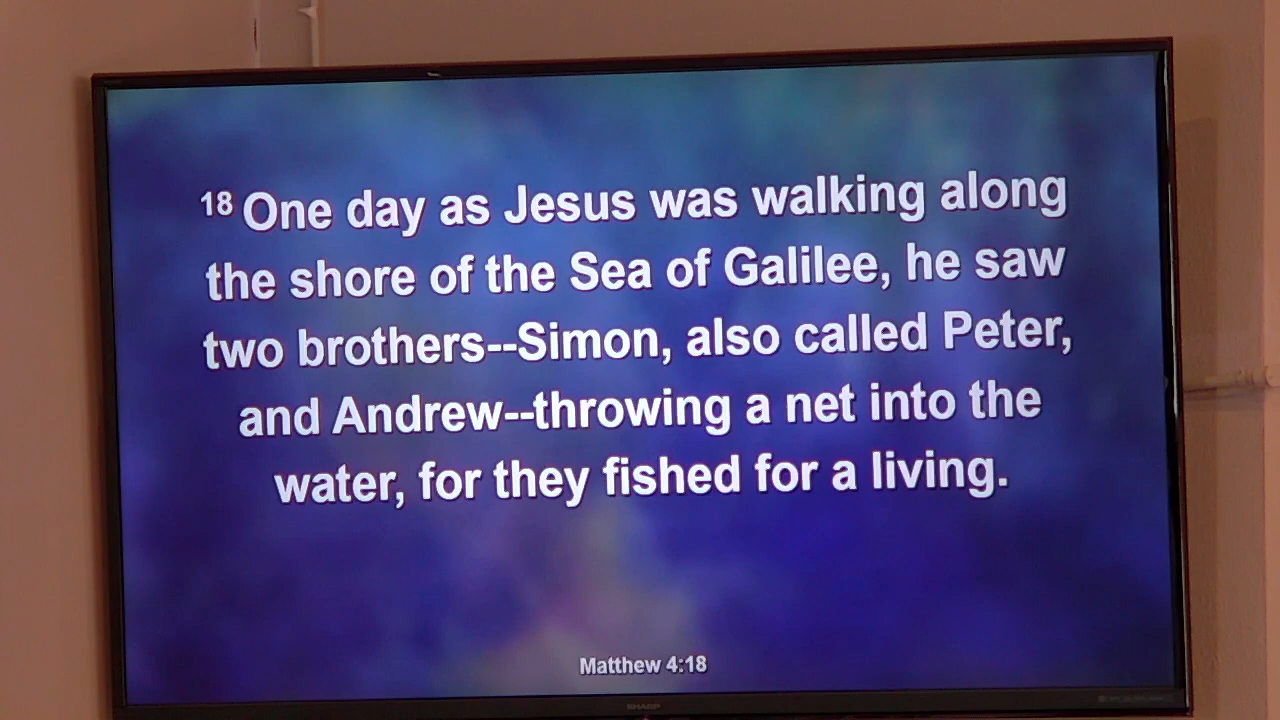 18 One day as Jesus was walking along
the shore of the Sea of Galilee, he saw
two brothers--Simon, also called Peter,
and Andrew--throwing a net into the
water, for they fished for a living.
Matthew 4:18
SHARP